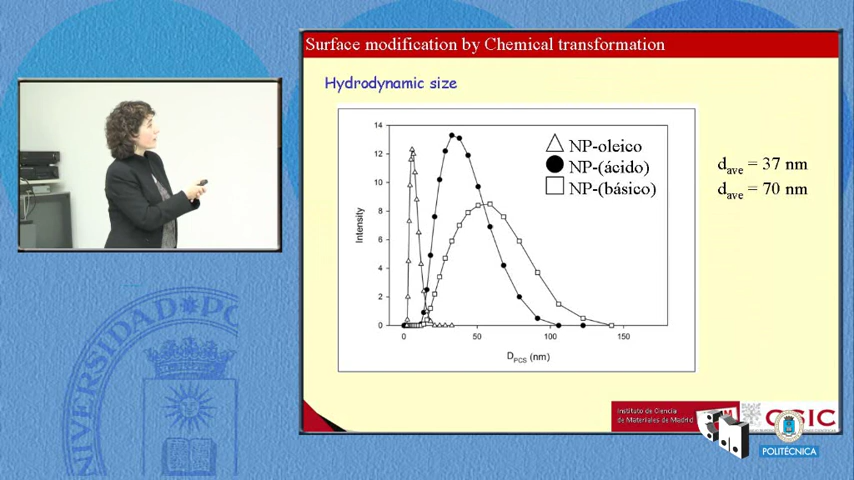 Surface modification by Chemical transformation
Hydrodynamic size
14
12
10
8
6
4
2
0
Intensity
0
50
100
150
D_PCS (nm)
NP-oleico
NP-(ácido)
NP-(básico)
d_ave = 37 nm
d_ave = 70 nm
Instituto de Ciencia
de Materiales de Madrid
CSIC
POLITÉCNICA
UNIVERSIDAD PO